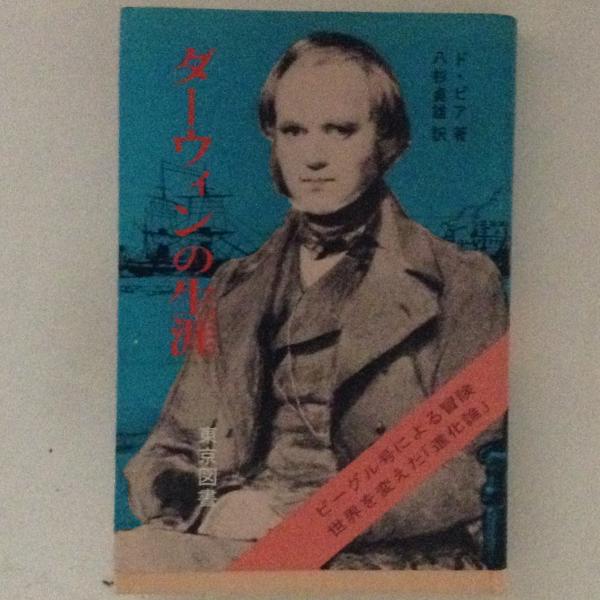 ダーウィンの生涯
ド・ビア著
八杉貞雄訳
ビーグル号による冒険
世界を変えた「進化論」
東京図書